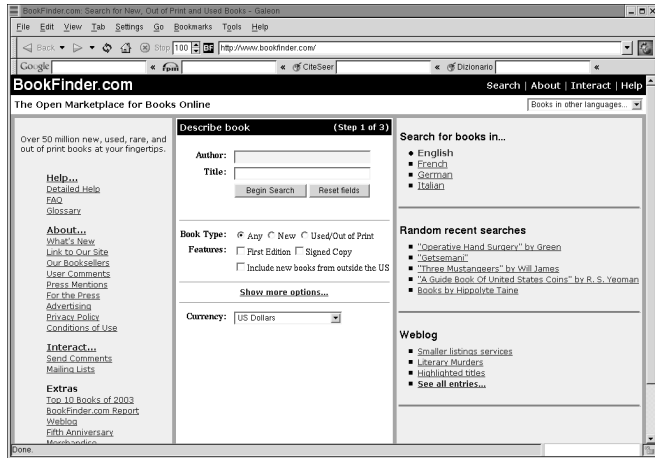 BookFinder.com: Search for New, Out of Print and Used Books - Galeon
File Edit View Tab Settings Go Bookmarks Tools Help
Back Stop 100 BF http://www.bookfinder.com/
Google « rpm « CiteSeer « Dizionario «
BookFinder.com Search | About | Interact | Help
The Open Marketplace for Books Online Books in other languages...
Over 50 million new, used, rare, and
out of print books at your fingertips.
Help...
Detailed Help
FAQ
Glossary
About...
What's New
Link to Our Site
Our Booksellers
User Comments
Press Mentions
For the Press
Advertising
Privacy Policy
Conditions of Use
Interact...
Send Comments
Mailing Lists
Extras
Top 10 Books of 2003
BookFinder.com Report
Weblog
Fifth Anniversary
Merchandise
Describe book (Step 1 of 3)
Author:
Title:
Begin Search Reset fields
Book Type: Any New Used/Out of Print
Features: First Edition Signed Copy
Include new books from outside the US
Show more options...
Currency: US Dollars
Search for books in...
English
French
German
Italian
Random recent searches
"Operative Hand Surgery" by Green
"Getsemani"
"Three Mustangeers" by Will James
"A Guide Book Of United States Coins" by R. S. Yeoman
Books by Hippolyte Taine
Weblog
Smaller listings services
Literary Murders
Highlighted titles
See all entries...
Done.